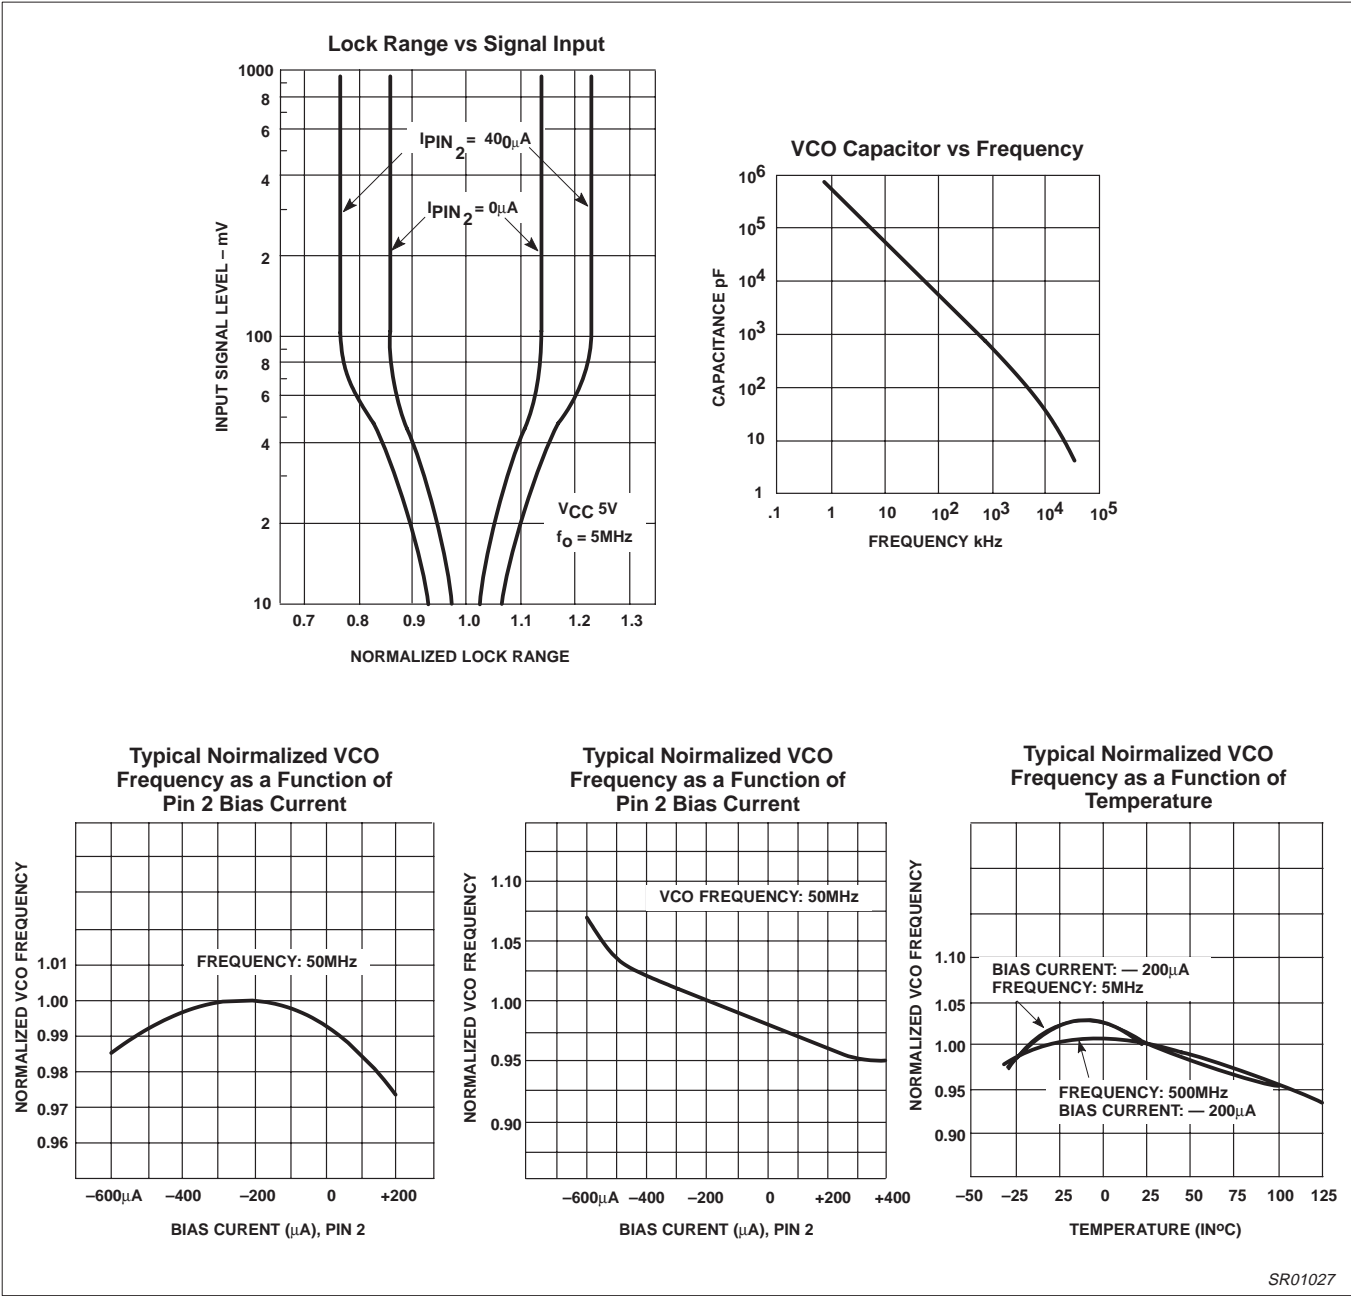 Lock Range vs Signal Input
1000
8
6
4
2
100
8
6
4
2
10
INPUT SIGNAL LEVEL – mV
IPIN2 = 400μA
IPIN2 = 0μA
VCC 5V
fO = 5MHz
0.7 0.8 0.9 1.0 1.1 1.2 1.3
NORMALIZED LOCK RANGE
VCO Capacitor vs Frequency
10^6
10^5
10^4
10^3
10^2
10
1
CAPACITANCE pF
.1 1 10 10^2 10^3 10^4 10^5
FREQUENCY kHz
Typical Noirmalized VCO
Frequency as a Function of
Pin 2 Bias Current
NORMALIZED VCO FREQUENCY
1.01
1.00
0.99
0.98
0.97
0.96
FREQUENCY: 50MHz
–600μA –400 –200 0 +200
BIAS CURENT (μA), PIN 2
Typical Noirmalized VCO
Frequency as a Function of
Pin 2 Bias Current
NORMALIZED VCO FREQUENCY
1.10
1.05
1.00
0.95
0.90
VCO FREQUENCY: 50MHz
–600μA –400 –200 0 +200 +400
BIAS CURENT (μA), PIN 2
Typical Noirmalized VCO
Frequency as a Function of
Temperature
NORMALIZED VCO FREQUENCY
1.10
1.05
1.00
0.95
0.90
BIAS CURRENT: — 200μA
FREQUENCY: 5MHz
FREQUENCY: 500MHz
BIAS CURRENT: — 200μA
–50 –25 25 0 25 50 75 100 125
TEMPERATURE (INºC)
SR01027